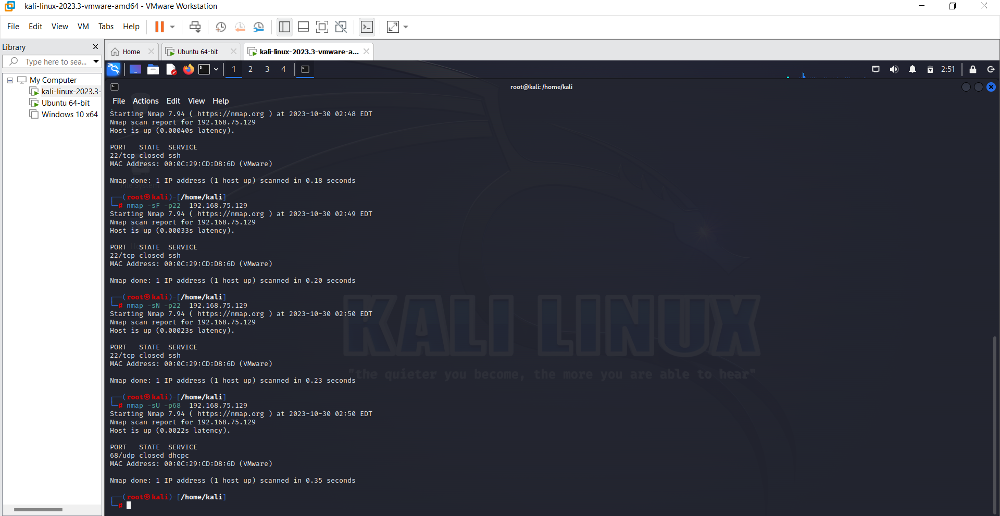 kali-linux-2023.3-vmware-amd64 - VMware Workstation
File Edit View VM Tabs Help
Library
Type here to sea...
My Computer
kali-linux-2023.3-
Ubuntu 64-bit
Windows 10 x64
Home
Ubuntu 64-bit
kali-linux-2023.3-vmware-a...
1 2 3 4
2:51
root@kali: /home/kali
File Actions Edit View Help
Starting Nmap 7.94 ( https://nmap.org ) at 2023-10-30 02:48 EDT
Nmap scan report for 192.168.75.129
Host is up (0.00040s latency).
PORT   STATE  SERVICE
22/tcp closed ssh
MAC Address: 00:0C:29:CD:D8:6D (VMware)
Nmap done: 1 IP address (1 host up) scanned in 0.18 seconds
┌──(root㉿kali)-[/home/kali]
└─# nmap -sF -p22  192.168.75.129
Starting Nmap 7.94 ( https://nmap.org ) at 2023-10-30 02:49 EDT
Nmap scan report for 192.168.75.129
Host is up (0.00033s latency).
PORT   STATE  SERVICE
22/tcp closed ssh
MAC Address: 00:0C:29:CD:D8:6D (VMware)
Nmap done: 1 IP address (1 host up) scanned in 0.20 seconds
┌──(root㉿kali)-[/home/kali]
└─# nmap -sN -p22  192.168.75.129
Starting Nmap 7.94 ( https://nmap.org ) at 2023-10-30 02:50 EDT
Nmap scan report for 192.168.75.129
Host is up (0.00023s latency).
PORT   STATE  SERVICE
22/tcp closed ssh
MAC Address: 00:0C:29:CD:D8:6D (VMware)
Nmap done: 1 IP address (1 host up) scanned in 0.23 seconds
┌──(root㉿kali)-[/home/kali]
└─# nmap -sU -p68  192.168.75.129
Starting Nmap 7.94 ( https://nmap.org ) at 2023-10-30 02:50 EDT
Nmap scan report for 192.168.75.129
Host is up (0.0022s latency).
PORT   STATE  SERVICE
68/udp closed dhcpc
MAC Address: 00:0C:29:CD:D8:6D (VMware)
Nmap done: 1 IP address (1 host up) scanned in 0.35 seconds
┌──(root㉿kali)-[/home/kali]
└─#
KALI LINUX
"the quieter you become, the more you are able to hear"